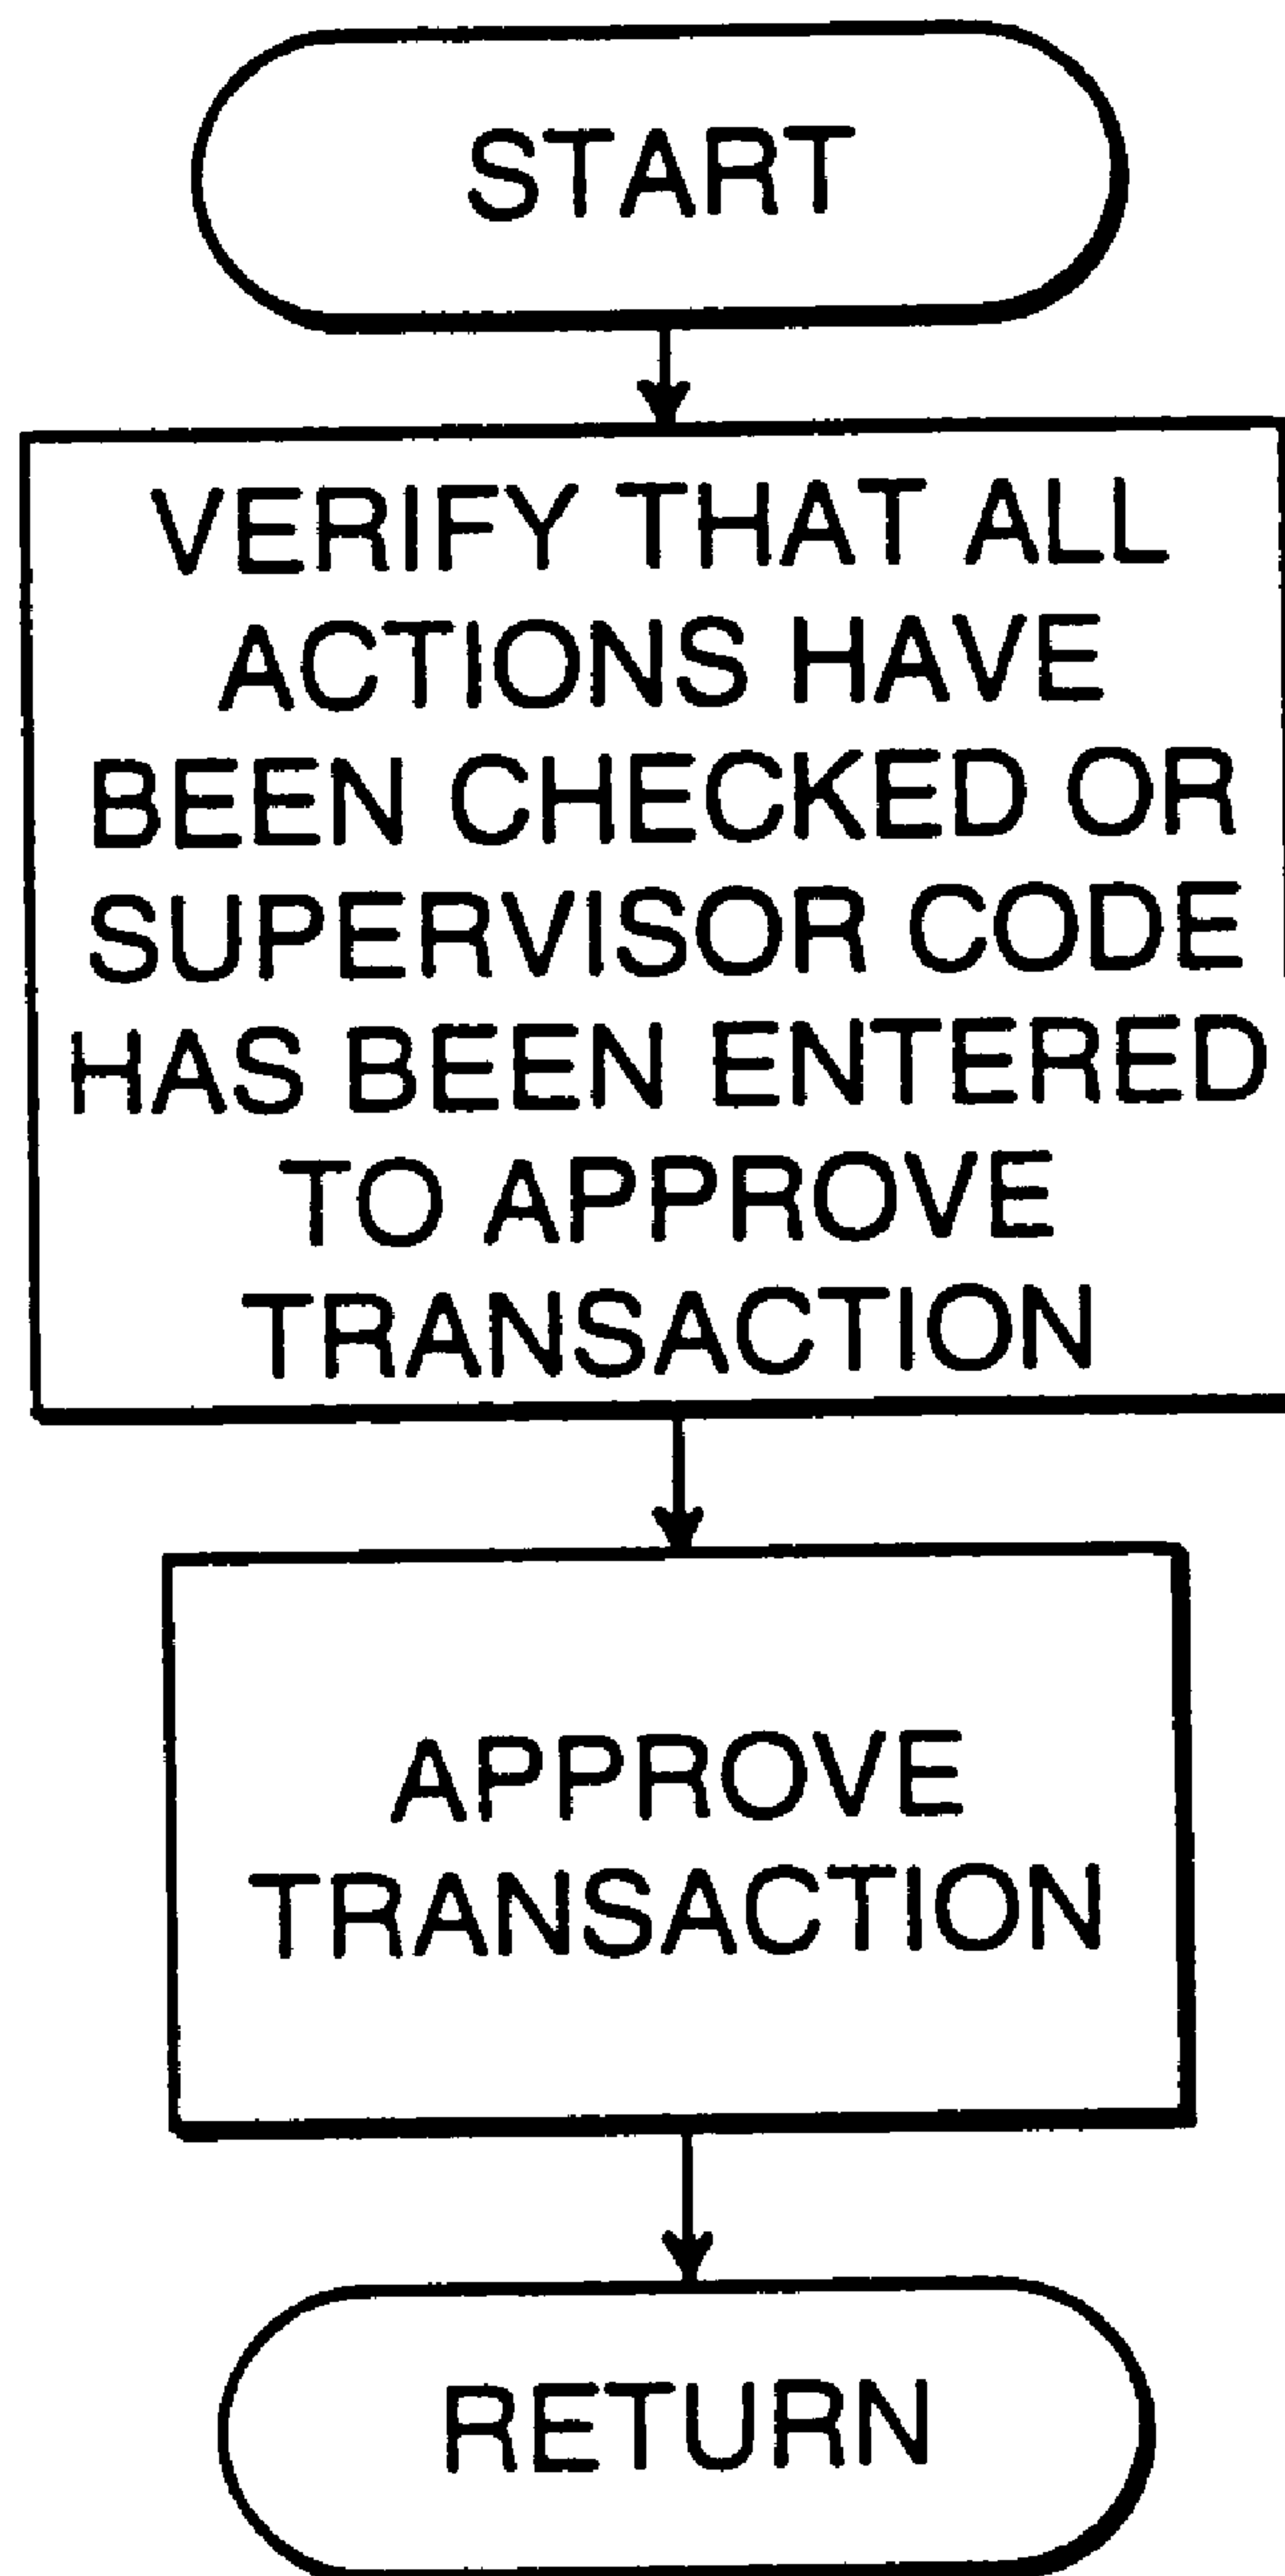 START
VERIFY THAT ALL
ACTIONS HAVE
BEEN CHECKED OR
SUPERVISOR CODE
HAS BEEN ENTERED
TO APPROVE
TRANSACTION
APPROVE
TRANSACTION
RETURN